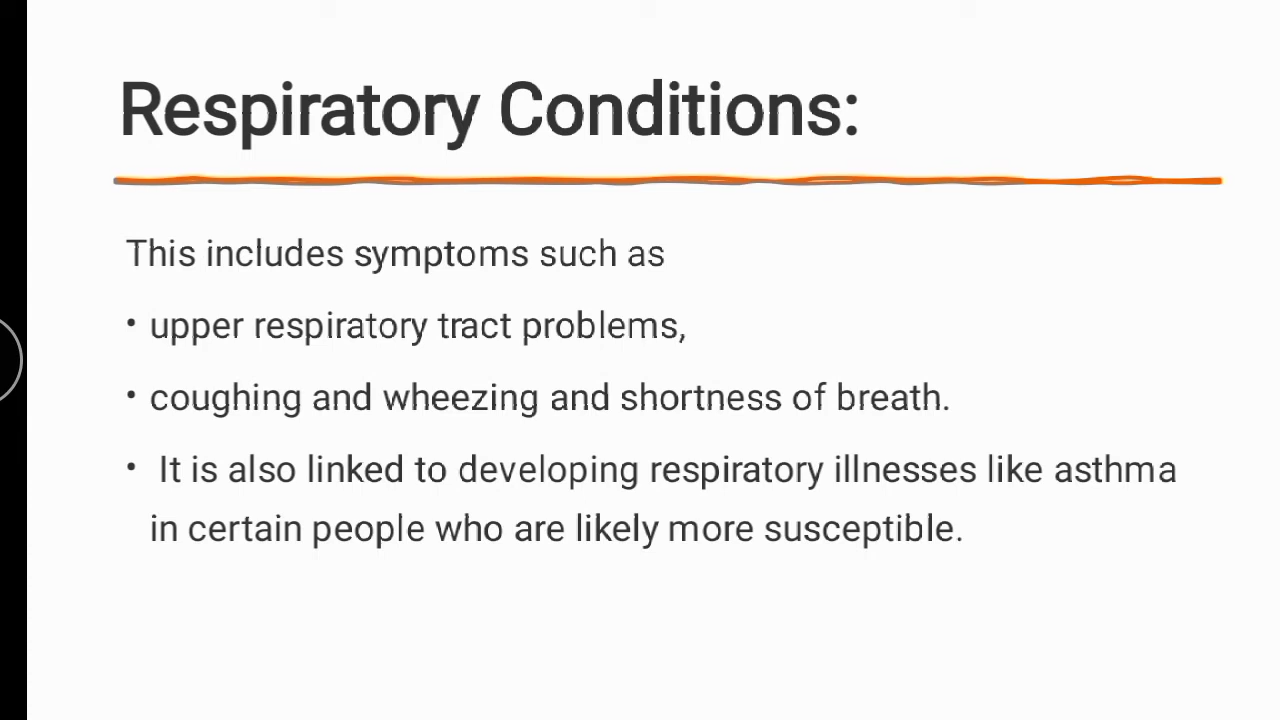 Respiratory Conditions:
This includes symptoms such as
• upper respiratory tract problems,
• coughing and wheezing and shortness of breath.
• It is also linked to developing respiratory illnesses like asthma
in certain people who are likely more susceptible.